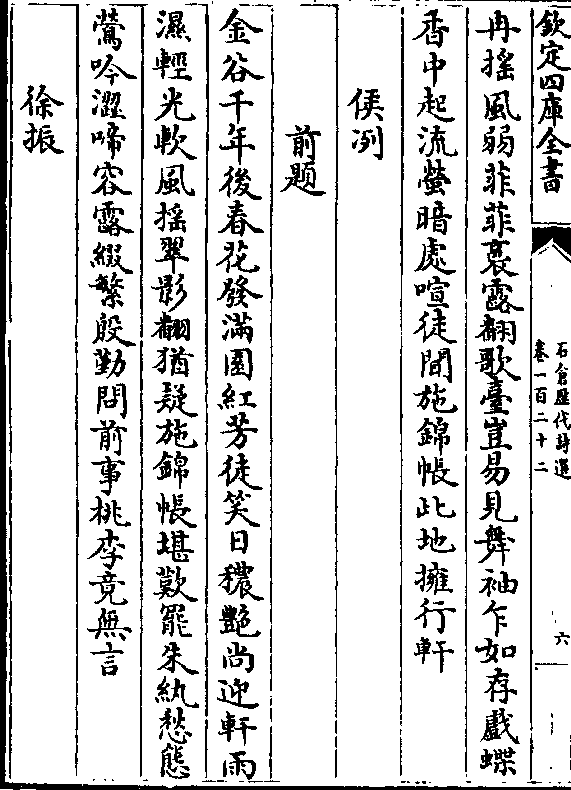 欽定四庫全書
石倉歷代詩選
卷一百二十二
六
冉搖風弱菲菲裛露翻歌臺豈易見舞袖乍如存戲蝶
香中起流螢暗處喧徒聞施錦帳此地擁行軒
侯冽
前題
金谷千年後春花發滿園紅芳徒笑日穠艶尚迎軒雨
濕輕光軟風搖翠影翻猶疑施錦帳堪歎罷朱紈愁態
鶯吟澀啼容露綴繁殷勤問前事桃李竟無言
徐振